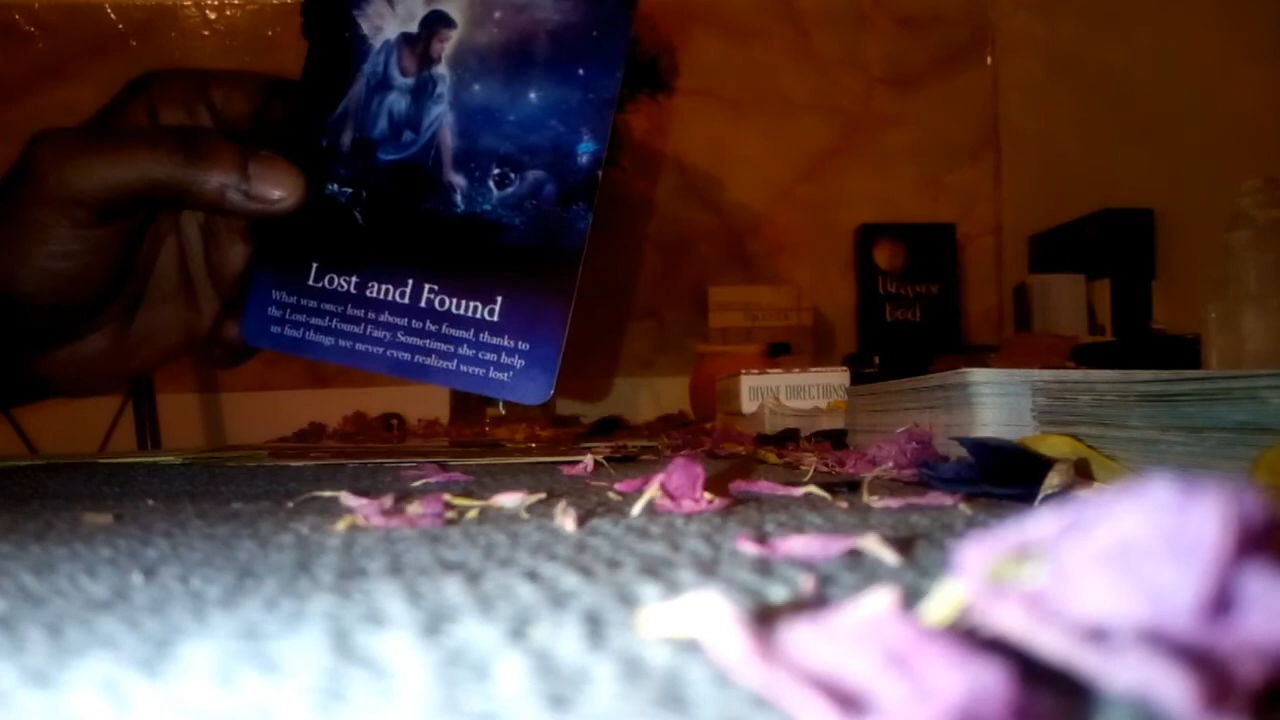 Lost and Found
What was once lost is about to be found, thanks to
the Lost-and-Found Fairy. Sometimes she can help
us find things we never even realized were lost!
Universe
DIVINE DIRECTIONS